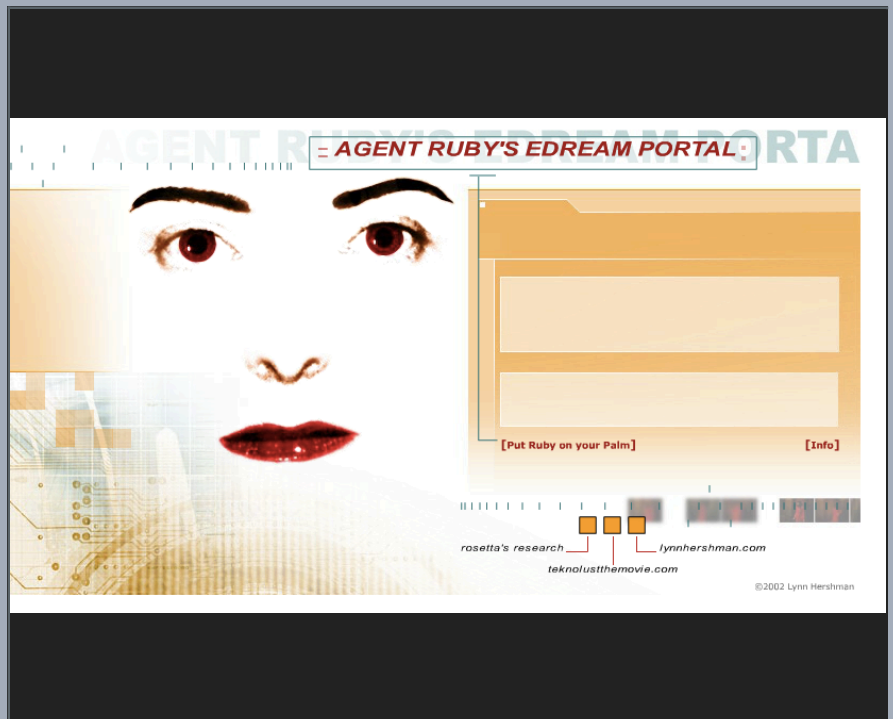 AGENT RUBY'S EDREAM PORTA
AGENT RUBY'S EDREAM PORTAL
[Put Ruby on your Palm]
[Info]
rosetta's research
lynnhershman.com
teknolustthemovie.com
©2002 Lynn Hershman